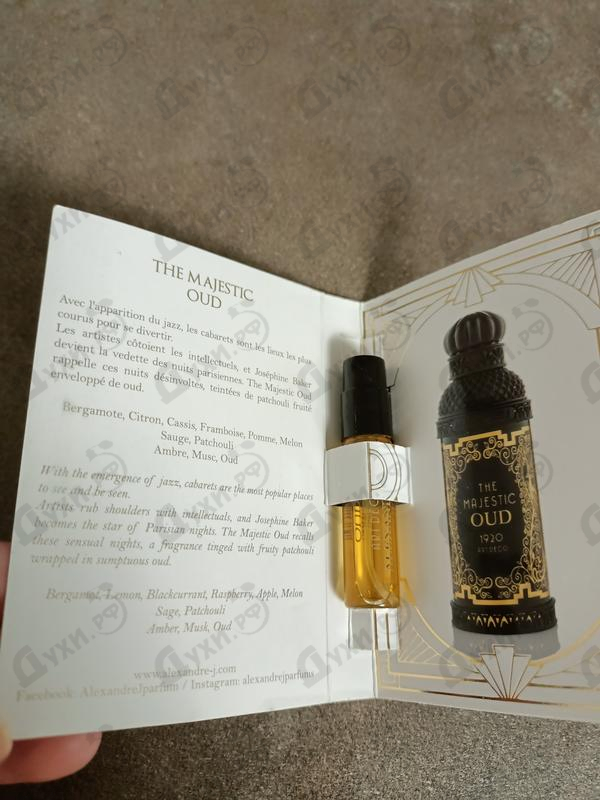 THE MAJESTIC
OUD
Avec l'apparition du jazz, les cabarets sont les lieux les plus
courus pour se divertir.
Les artistes côtoient les intellectuels, et Joséphine Baker
devient la vedette des nuits parisiennes. The Majestic Oud
rappelle ces nuits désinvoltes, teintées de patchouli fruité
enveloppé de oud.
Bergamote, Citron, Cassis, Framboise, Pomme, Melon
Sauge, Patchouli
Ambre, Musc, Oud
With the emergence of jazz, cabarets are the most popular places
to see and be seen.
Artists rub shoulders with intellectuals, and Josephine Baker
becomes the star of Parisian nights. The Majestic Oud recalls
these sensual nights, a fragrance tinged with fruity patchouli
wrapped in sumptuous oud.
Bergamot, Lemon, Blackcurrant, Raspberry, Apple, Melon
Sage, Patchouli
Amber, Musk, Oud
www.alexandre-j.com
Facebook: AlexandreJparfum / Instagram: alexandrejparfums
THE
MAJESTIC
OUD
1920
ARTDECO
Духи.рф